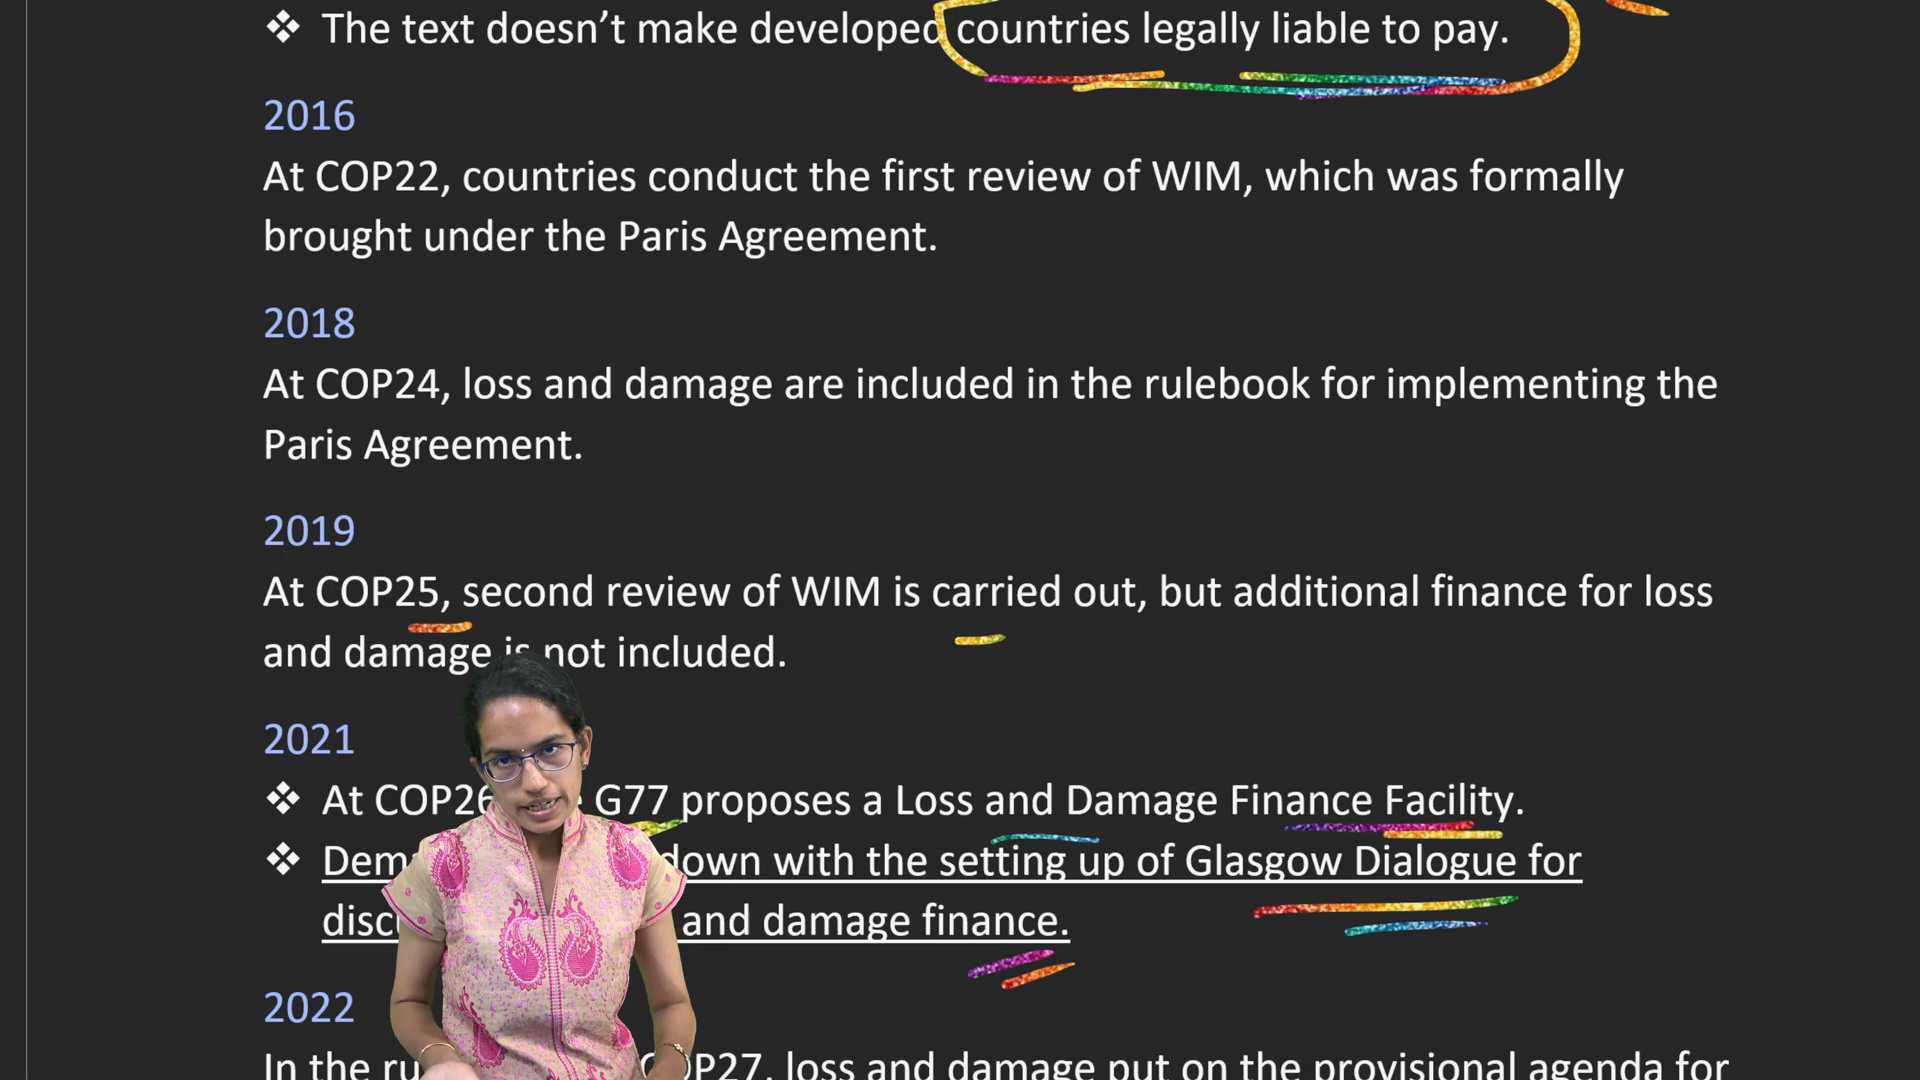 ❖ The text doesn’t make developed countries legally liable to pay.
2016
At COP22, countries conduct the first review of WIM, which was formally
brought under the Paris Agreement.
2018
At COP24, loss and damage are included in the rulebook for implementing the
Paris Agreement.
2019
At COP25, second review of WIM is carried out, but additional finance for loss
and damage is not included.
2021
❖ At COP26 G77 proposes a Loss and Damage Finance Facility.
❖ down with the setting up of Glasgow Dialogue for
and damage finance.
2022
In the COP27, loss and damage put on the provisional agenda for